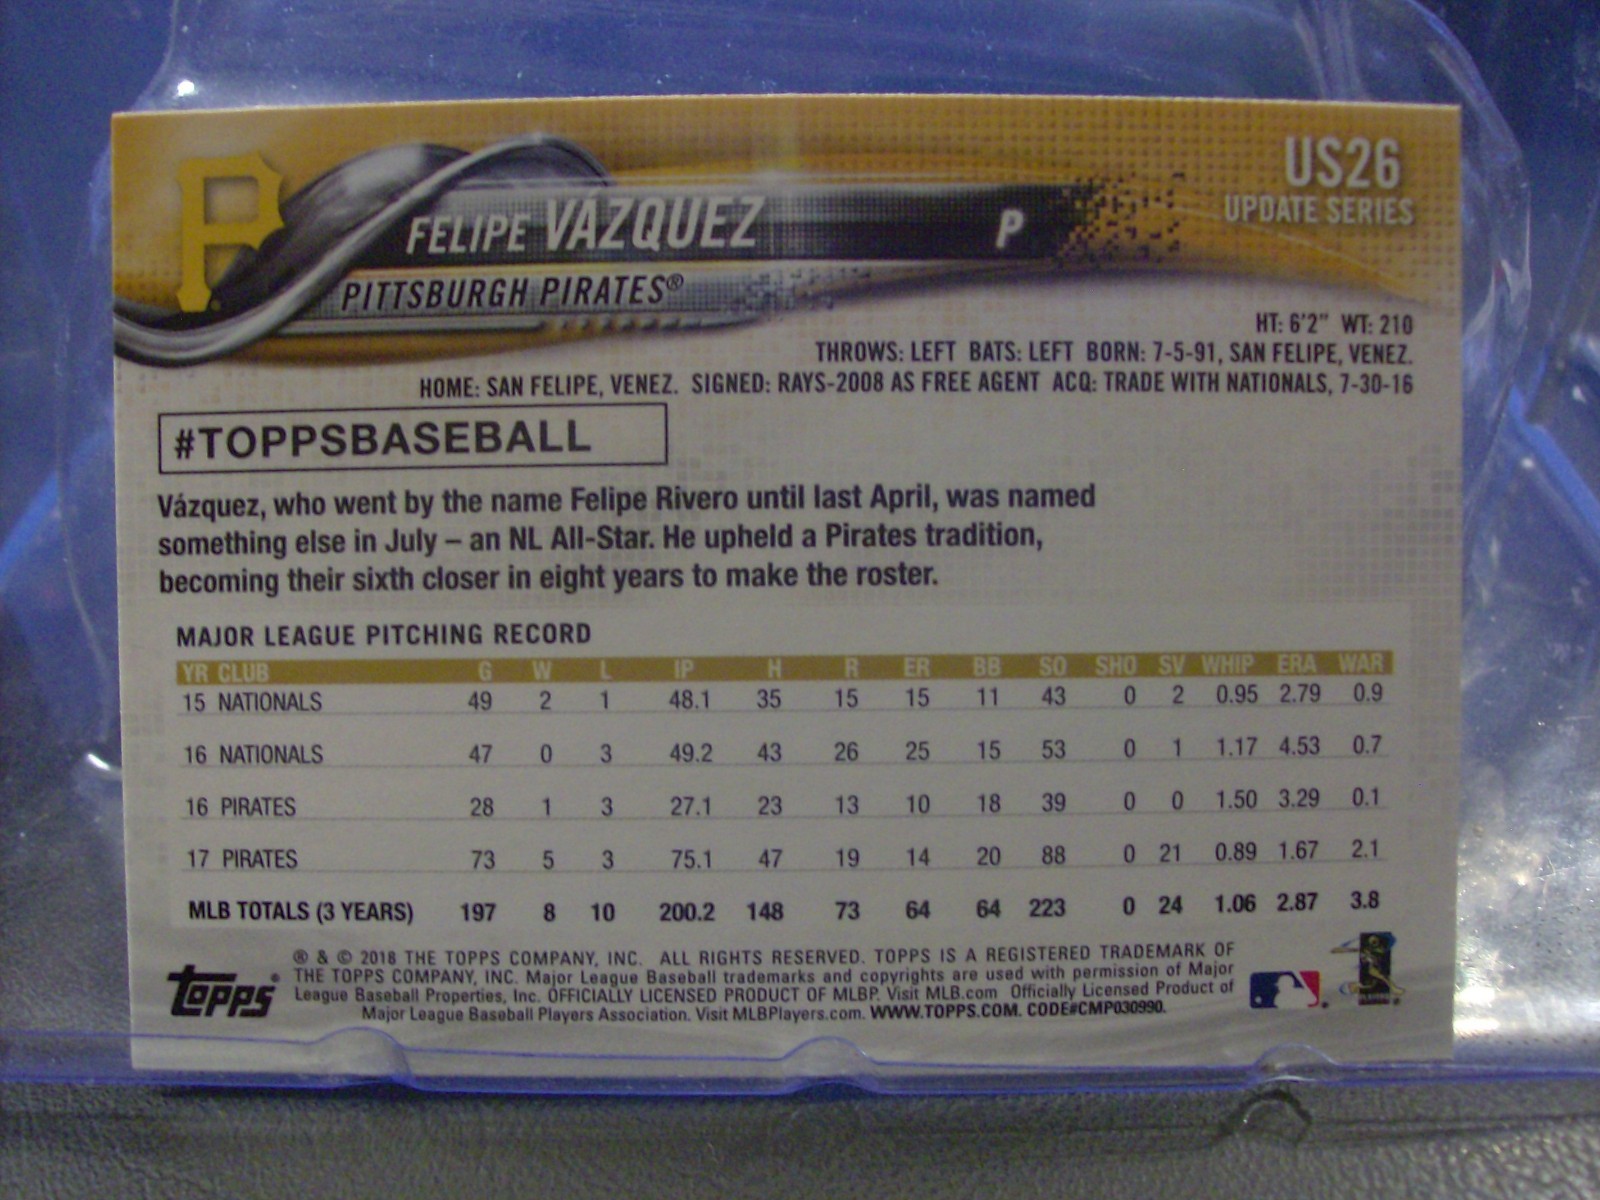 P
US26
UPDATE SERIES
FELIPE VÁZQUEZ P
PITTSBURGH PIRATES®
HT: 6'2" WT: 210
THROWS: LEFT BATS: LEFT BORN: 7-5-91, SAN FELIPE, VENEZ.
HOME: SAN FELIPE, VENEZ. SIGNED: RAYS-2008 AS FREE AGENT ACQ: TRADE WITH NATIONALS, 7-30-16
#TOPPSBASEBALL
Vázquez, who went by the name Felipe Rivero until last April, was named
something else in July – an NL All-Star. He upheld a Pirates tradition,
becoming their sixth closer in eight years to make the roster.
MAJOR LEAGUE PITCHING RECORD
YR CLUB G W L IP H R ER BB SO SHO SV WHIP ERA WAR
15 NATIONALS 49 2 1 48.1 35 15 15 11 43 0 2 0.95 2.79 0.9
16 NATIONALS 47 0 3 49.2 43 26 25 15 53 0 1 1.17 4.53 0.7
16 PIRATES 28 1 3 27.1 23 13 10 18 39 0 0 1.50 3.29 0.1
17 PIRATES 73 5 3 75.1 47 19 14 20 88 0 21 0.89 1.67 2.1
MLB TOTALS (3 YEARS) 197 8 10 200.2 148 73 64 64 223 0 24 1.06 2.87 3.8
topps®
® & © 2018 THE TOPPS COMPANY, INC. ALL RIGHTS RESERVED. TOPPS IS A REGISTERED TRADEMARK OF
THE TOPPS COMPANY, INC. Major League Baseball trademarks and copyrights are used with permission of Major
League Baseball Properties, Inc. OFFICIALLY LICENSED PRODUCT OF MLBP. Visit MLB.com Officially Licensed Product of
Major League Baseball Players Association. Visit MLBPlayers.com. WWW.TOPPS.COM. CODE#CMP030990.